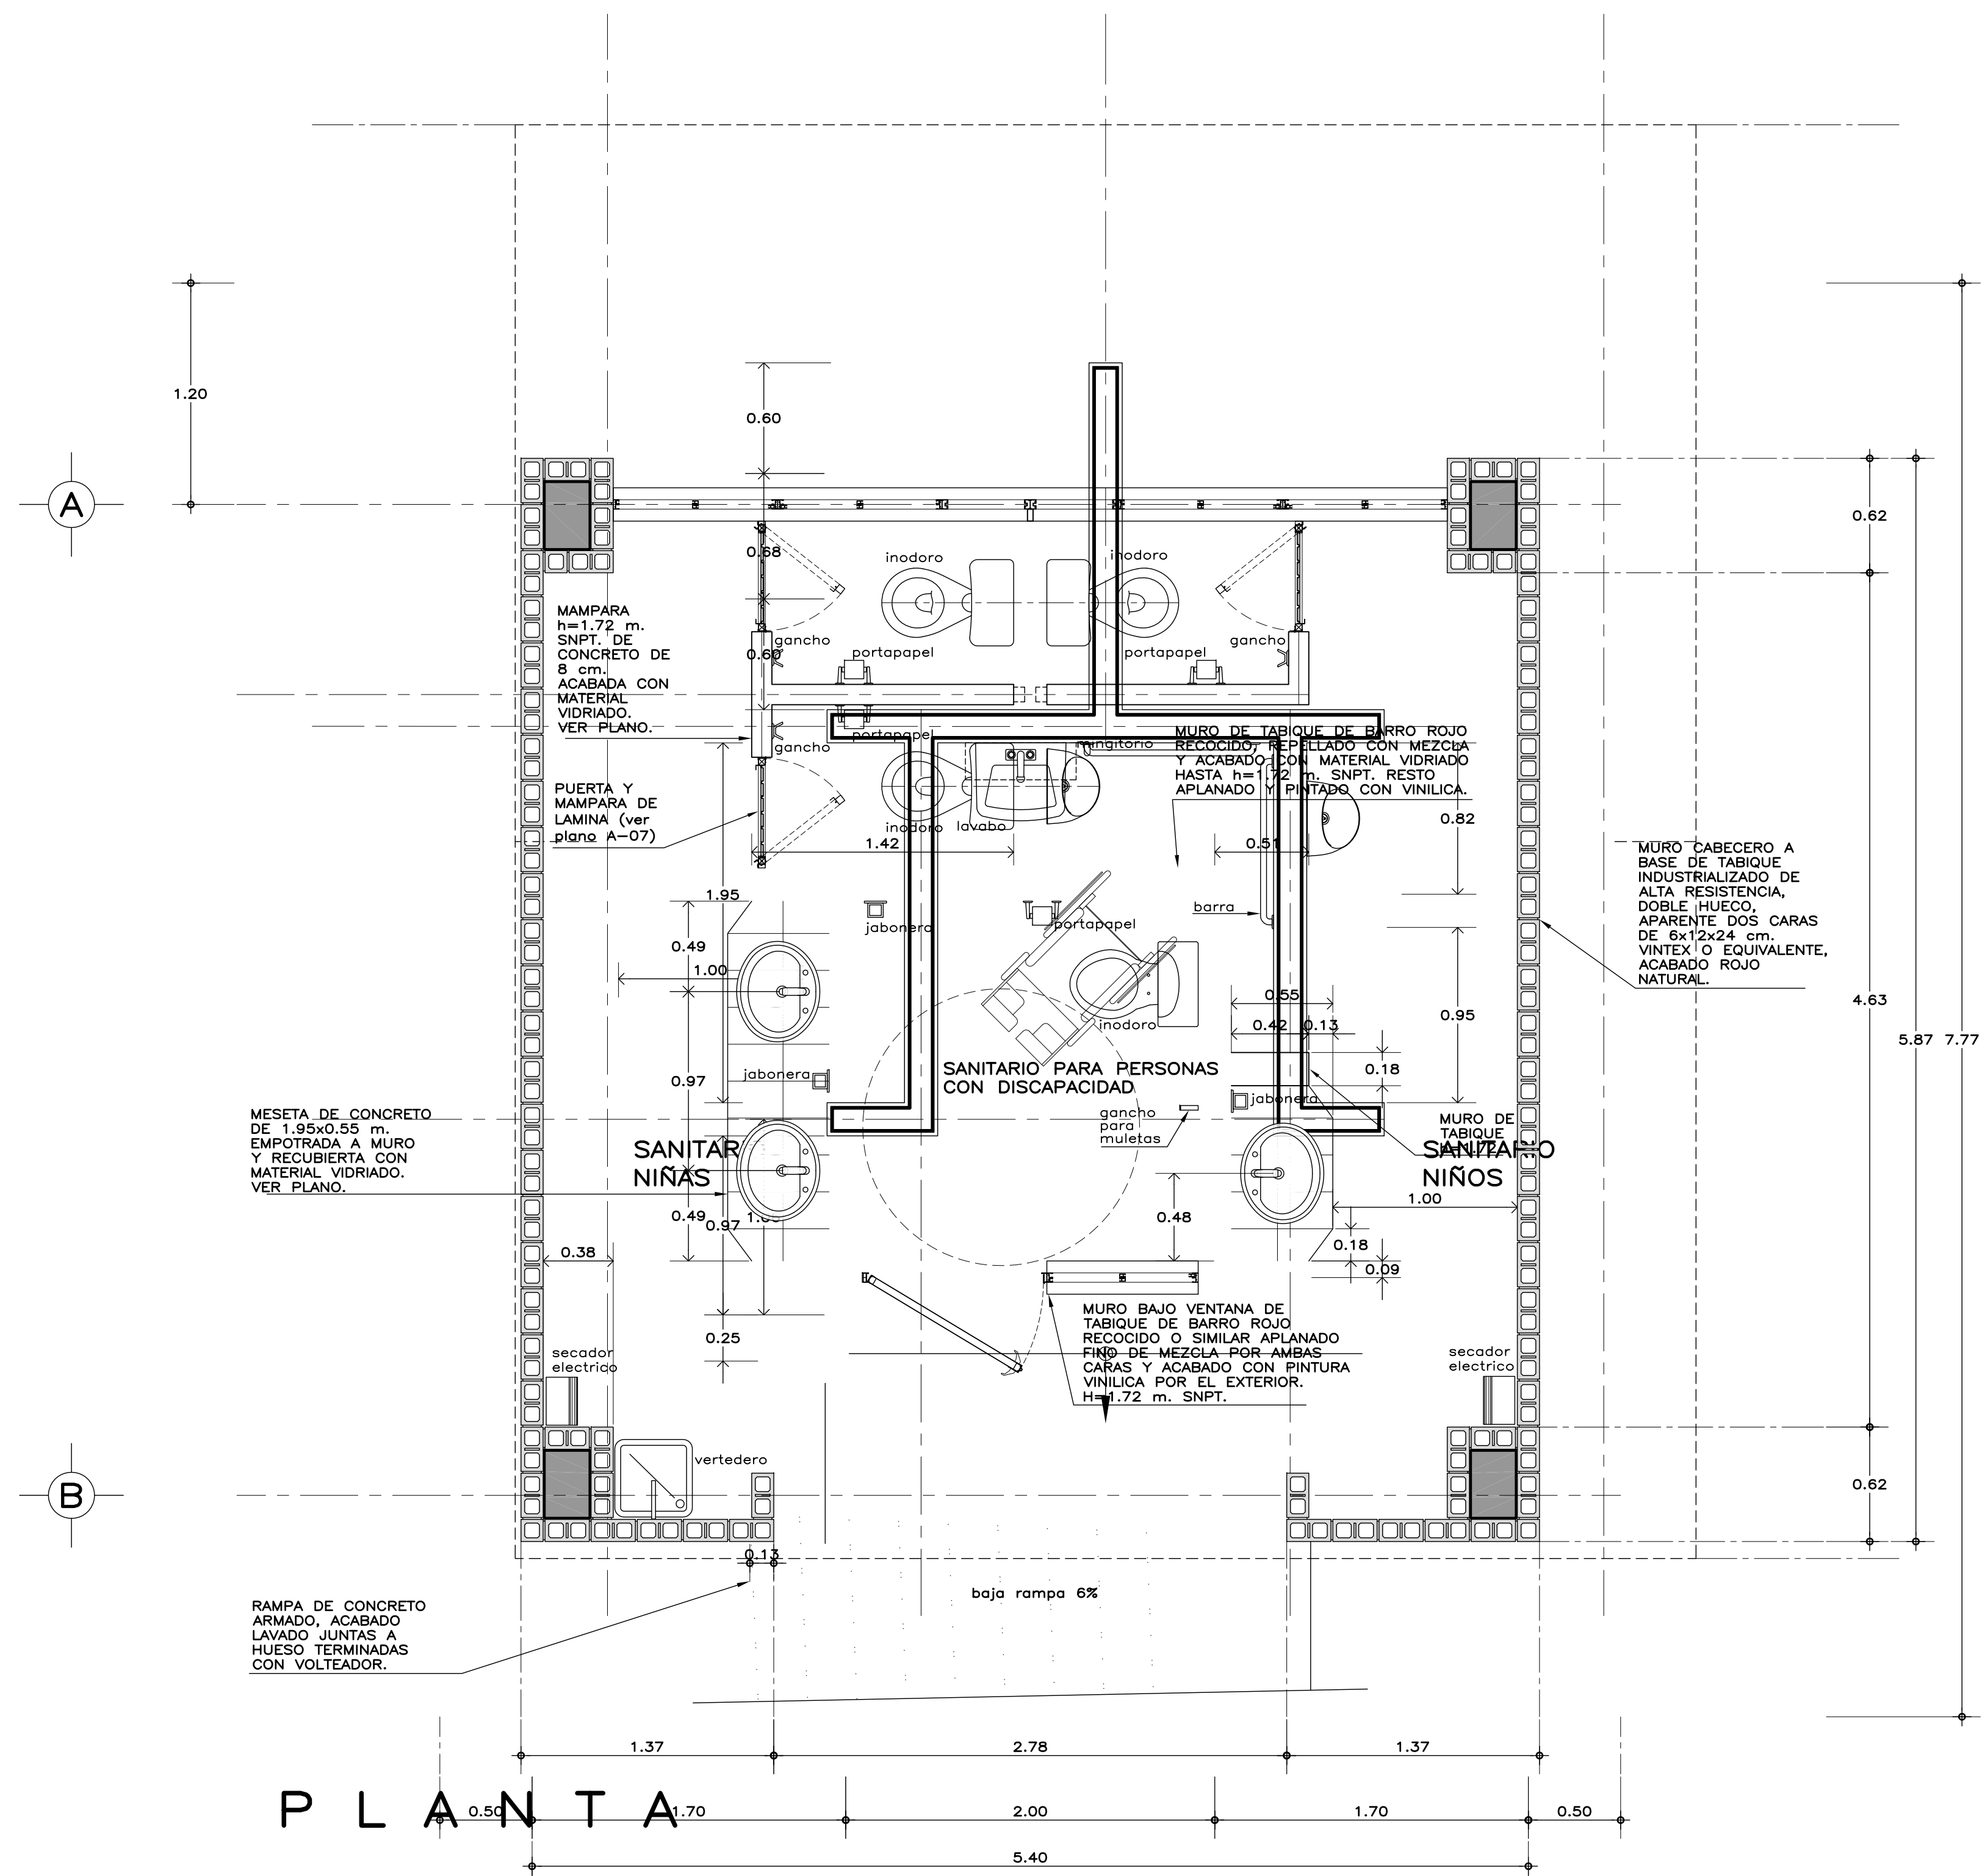 1.20
A
0.60
0.62
0.68
inodoro
inodoro
MAMPARA
h=1.72 m.
SNPT. DE
CONCRETO DE
8 cm.
ACABADA CON
MATERIAL
VIDRIADO.
VER PLANO.
gancho
0.60
portapapel
portapapel
gancho
portapapel
gancho
mingitorio
MURO DE TABIQUE DE BARRO ROJO
RECOCIDO, REPELLADO CON MEZCLA
Y ACABADO CON MATERIAL VIDRIADO
HASTA h=1.72 m. SNPT. RESTO
APLANADO Y PINTADO CON VINILICA.
PUERTA Y
MAMPARA DE
LAMINA (ver
plano A-07)
inodoro
lavabo
1.42
0.51
0.82
MURO CABECERO A
BASE DE TABIQUE
INDUSTRIALIZADO DE
ALTA RESISTENCIA,
DOBLE HUECO,
APARENTE DOS CARAS
DE 6x12x24 cm.
VINTEX O EQUIVALENTE,
ACABADO ROJO
NATURAL.
1.95
0.49
jabonera
portapapel
barra
1.00
0.55
0.42
0.13
0.95
4.63
5.87
7.77
inodoro
SANITARIO PARA PERSONAS
CON DISCAPACIDAD
0.97
jabonera
0.18
jabonera
gancho
para
muletas
MURO DE
TABIQUE
h=1.72
MESETA DE CONCRETO
DE 1.95x0.55 m.
EMPOTRADA A MURO
Y RECUBIERTA CON
MATERIAL VIDRIADO.
VER PLANO.
SANITAR
NIÑAS
SANITARIO
NIÑOS
1.00
0.49
0.97
0.48
0.18
0.09
0.38
0.25
MURO BAJO VENTANA DE
TABIQUE DE BARRO ROJO
RECOCIDO O SIMILAR APLANADO
FINO DE MEZCLA POR AMBAS
CARAS Y ACABADO CON PINTURA
VINILICA POR EL EXTERIOR.
H=1.72 m. SNPT.
secador
electrico
secador
electrico
vertedero
B
0.62
0.13
baja rampa 6%
RAMPA DE CONCRETO
ARMADO, ACABADO
LAVADO JUNTAS A
HUESO TERMINADAS
CON VOLTEADOR.
1.37
2.78
1.37
PLANTA
0.50
1.70
2.00
1.70
0.50
5.40